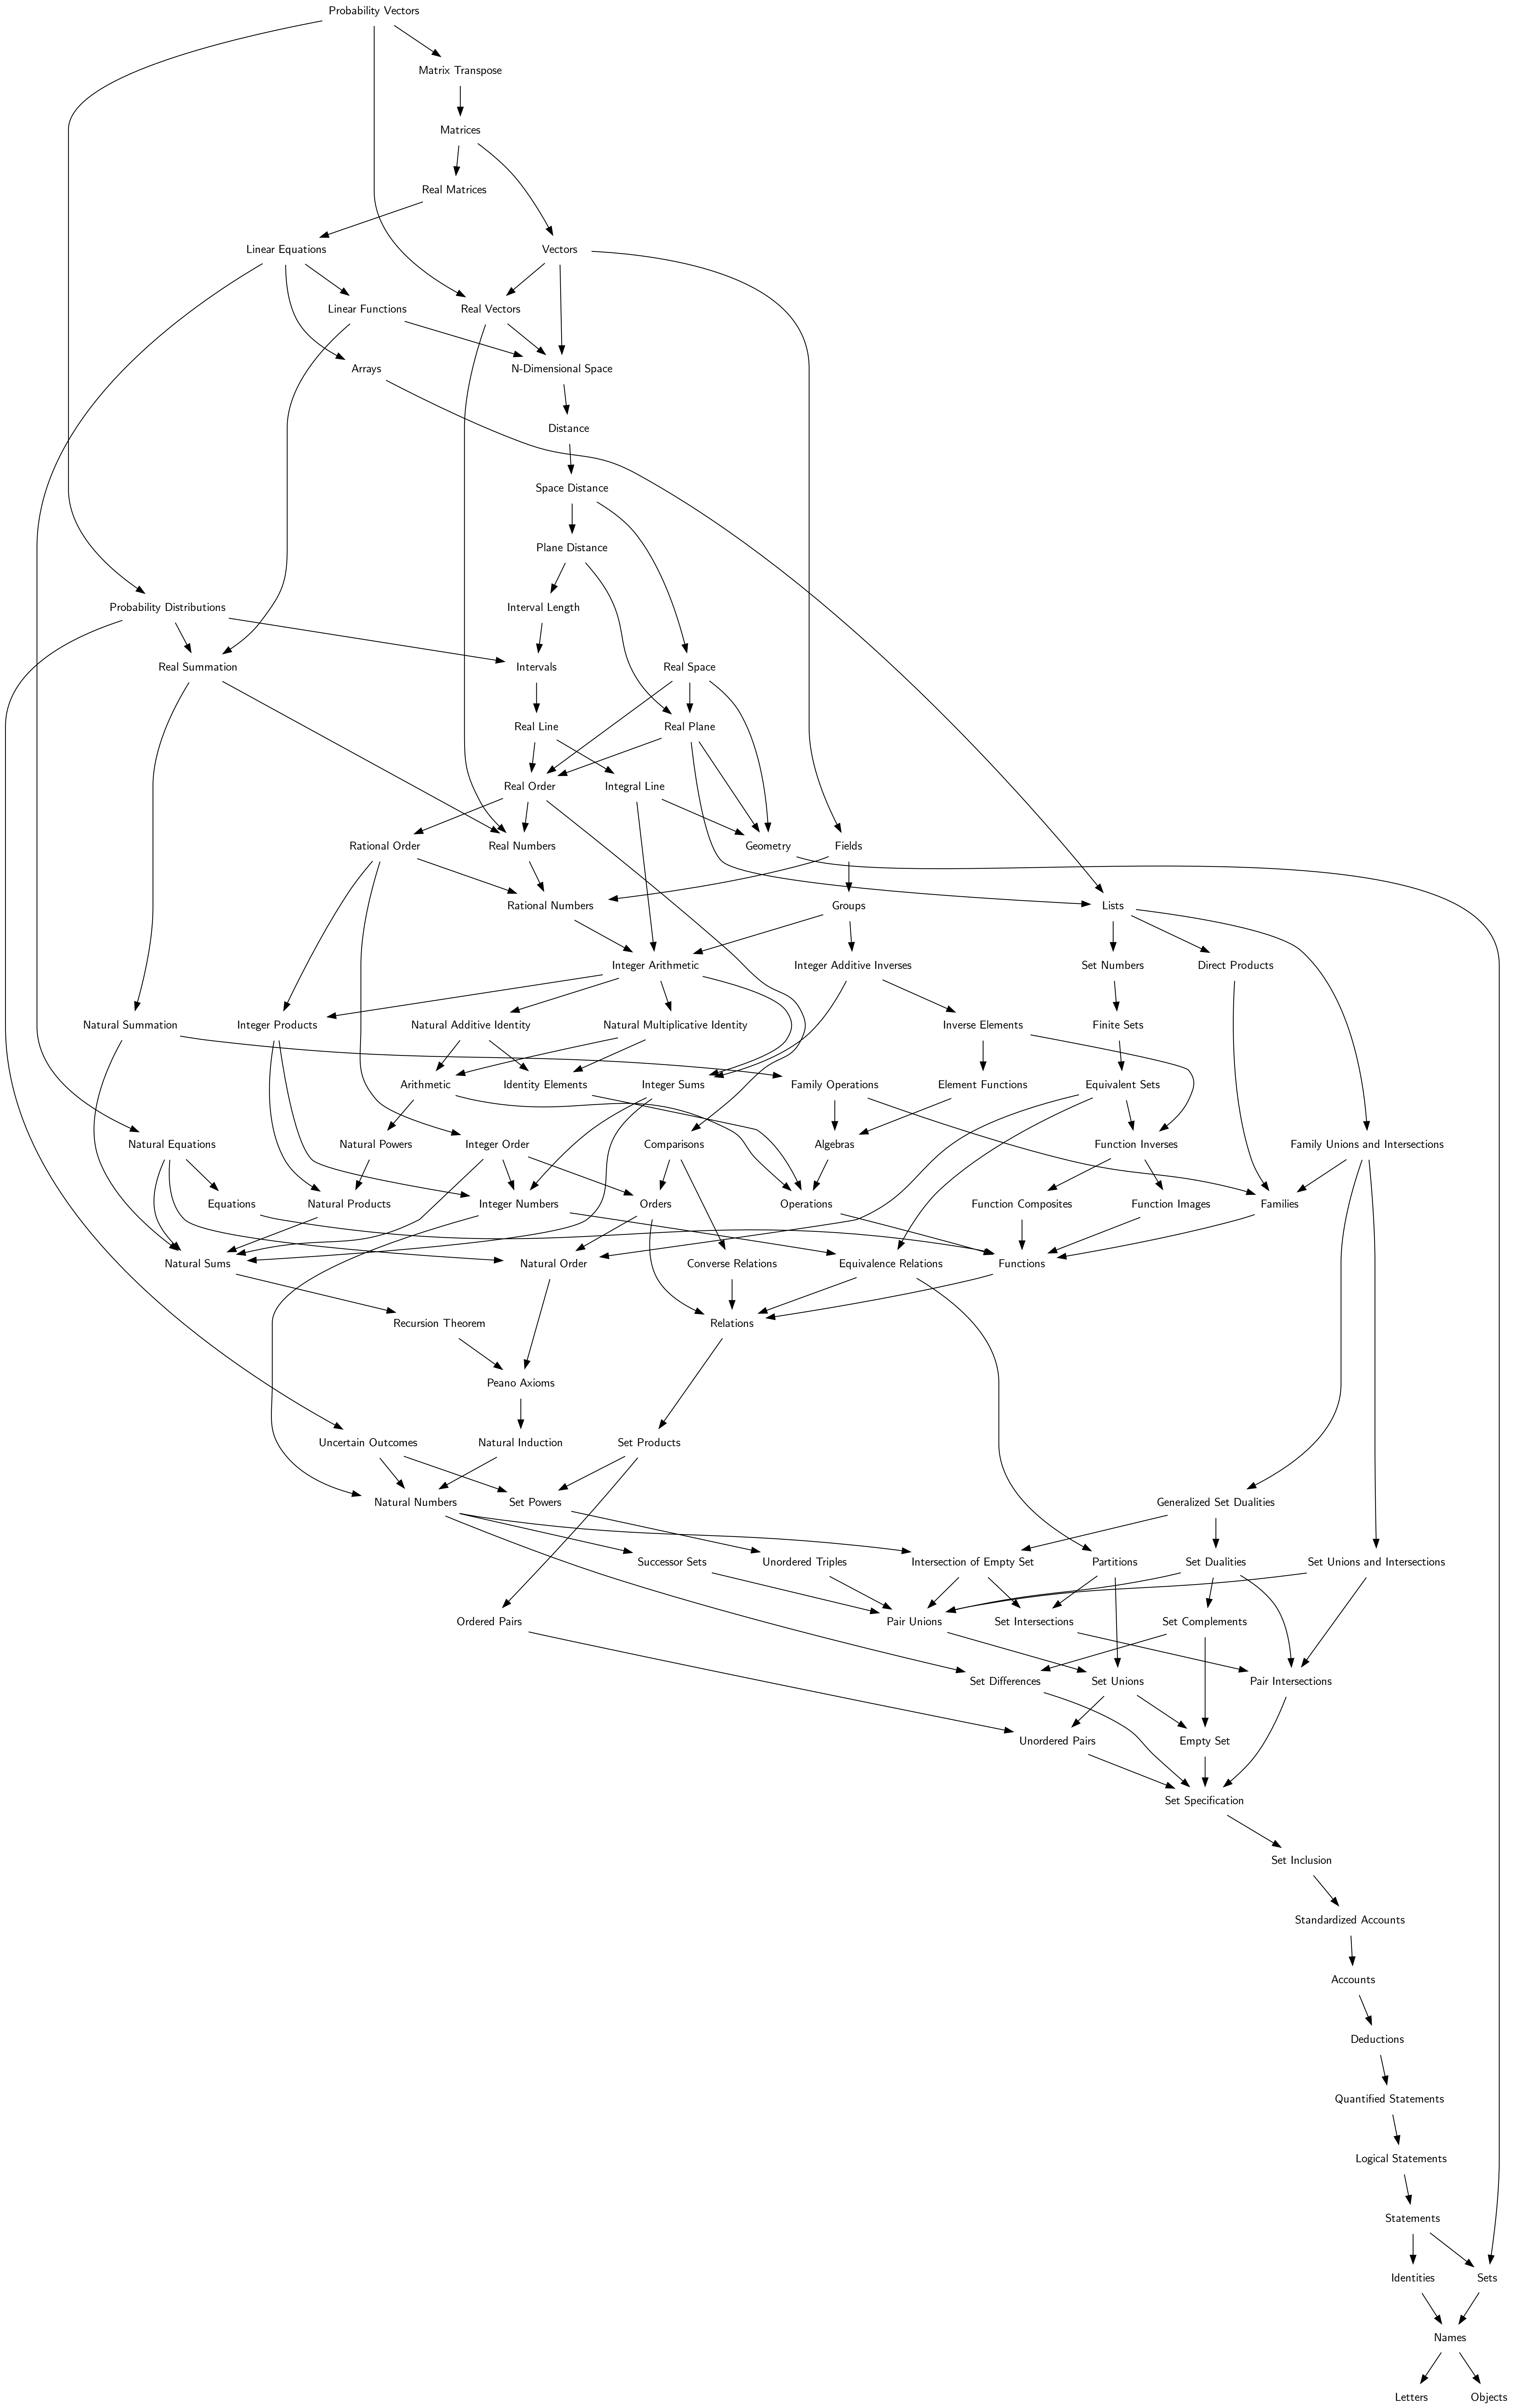 Probability Vectors
Matrix Transpose
Matrices
Real Matrices
Linear Equations
Vectors
Linear Functions
Real Vectors
Arrays
N-Dimensional Space
Distance
Space Distance
Plane Distance
Probability Distributions
Interval Length
Real Summation
Intervals
Real Space
Real Line
Real Plane
Real Order
Integral Line
Rational Order
Real Numbers
Geometry
Fields
Rational Numbers
Groups
Lists
Integer Arithmetic
Integer Additive Inverses
Set Numbers
Direct Products
Natural Summation
Integer Products
Natural Additive Identity
Natural Multiplicative Identity
Inverse Elements
Finite Sets
Arithmetic
Identity Elements
Integer Sums
Family Operations
Element Functions
Equivalent Sets
Natural Equations
Natural Powers
Integer Order
Comparisons
Algebras
Function Inverses
Family Unions and Intersections
Equations
Natural Products
Integer Numbers
Orders
Operations
Function Composites
Function Images
Families
Natural Sums
Natural Order
Converse Relations
Equivalence Relations
Functions
Recursion Theorem
Relations
Peano Axioms
Uncertain Outcomes
Natural Induction
Set Products
Natural Numbers
Set Powers
Generalized Set Dualities
Successor Sets
Unordered Triples
Intersection of Empty Set
Partitions
Set Dualities
Set Unions and Intersections
Ordered Pairs
Pair Unions
Set Intersections
Set Complements
Set Differences
Set Unions
Pair Intersections
Unordered Pairs
Empty Set
Set Specification
Set Inclusion
Standardized Accounts
Accounts
Deductions
Quantified Statements
Logical Statements
Statements
Identities
Sets
Names
Letters
Objects